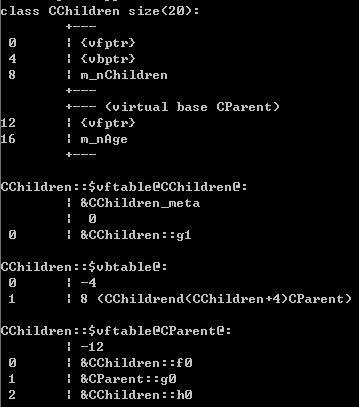 class CChildren size(20):
        +---
 0      | {vfptr}
 4      | {vbptr}
 8      | m_nChildren
        +---
        +--- (virtual base CParent)
12      | {vfptr}
16      | m_nAge
        +---
CChildren::$vftable@CChildren@:
        | &CChildren_meta
        |  0
 0      | &CChildren::g1
CChildren::$vbtable@:
 0      | -4
 1      | 8 (CChildrend(CChildren+4)CParent)
CChildren::$vftable@CParent@:
        | -12
 0      | &CChildren::f0
 1      | &CParent::g0
 2      | &CChildren::h0